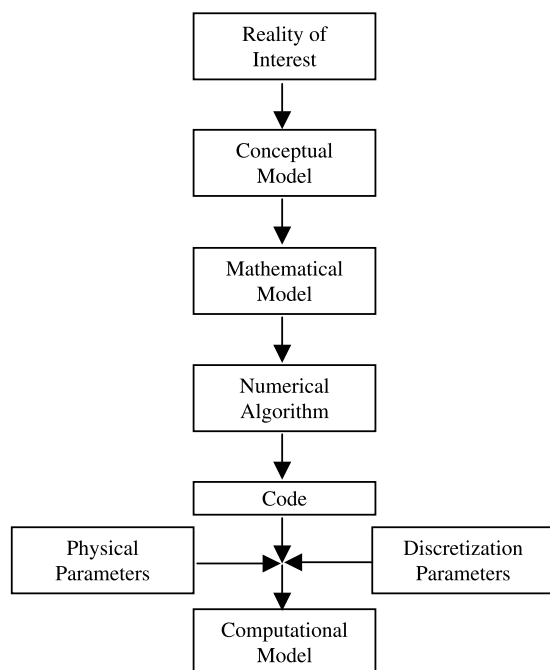 Reality of
Interest
Conceptual
Model
Mathematical
Model
Numerical
Algorithm
Code
Physical
Parameters
Discretization
Parameters
Computational
Model